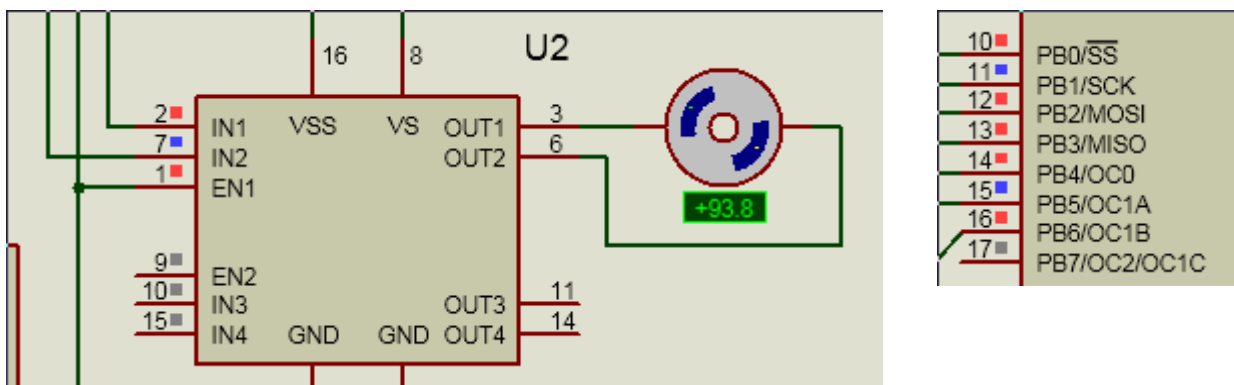 U2
16 8
2 IN1 VSS VS OUT1 3
7 IN2 OUT2 6
1 EN1
+93.8
9 EN2
10 IN3 OUT3 11
15 IN4 GND GND OUT4 14
10 PB0/SS
11 PB1/SCK
12 PB2/MOSI
13 PB3/MISO
14 PB4/OC0
15 PB5/OC1A
16 PB6/OC1B
17 PB7/OC2/OC1C